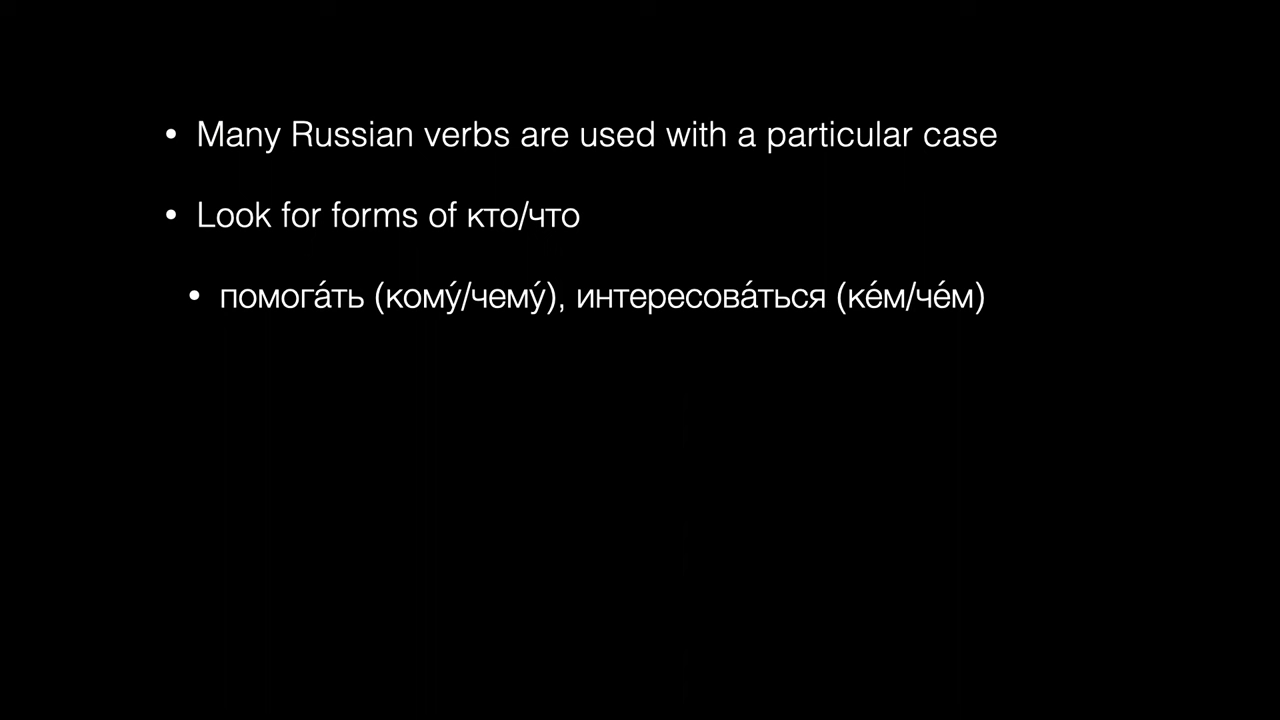 • Many Russian verbs are used with a particular case
• Look for forms of кто/что
• помога́ть (кому́/чему́), интересова́ться (ке́м/че́м)